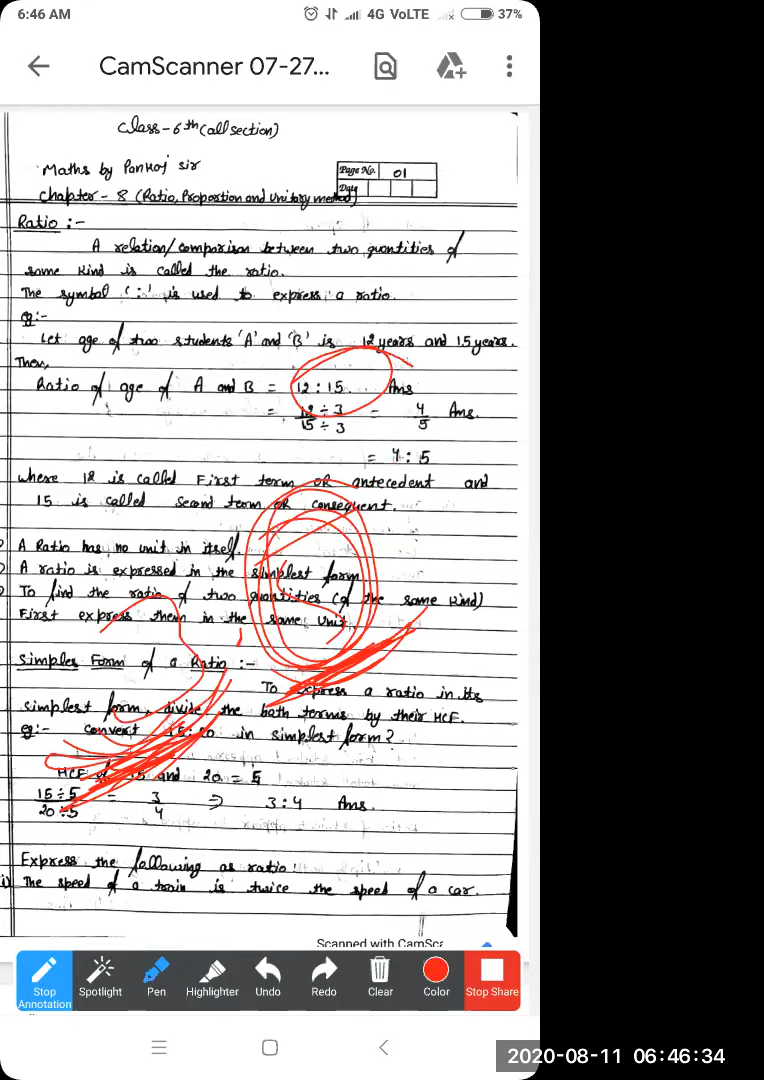 6:46 AM
4G VoLTE
37%
CamScanner 07-27...
Class-6th (all section)
Maths by Pankaj sir
Page No. 01
Date
Chapter - 8 (Ratio, Proportion and Unitary method)
Ratio :-
A relation/comparison between two quantities of
same kind is called the ratio.
The symbol ':' is used to express a ratio.
eg:-
Let age of two students 'A' and 'B' is 12 years and 15 years.
Then,
Ratio of age of A and B = 12 : 15 Ans
= 12 ÷ 3 / 15 ÷ 3 = 4/5 Ans.
= 4 : 5
where 12 is called First term or antecedent and
15 is called second term or consequent.
A Ratio has no unit in itself.
A ratio is expressed in the simplest form
To find the ratio of two quantities (of the same kind)
First express them in the same unit
Simples Form of a Ratio :-
To express a ratio in its
simplest form, divide the both terms by their HCF.
eg:- convert 15:20 in simplest form?
HCF of 15 and 20 = 5
15 ÷ 5 / 20 ÷ 5 = 3/4 ⇒ 3 : 4 Ans.
Express the following as ratio:
i) The speed of a train is twice the speed of a car.
Scanned with CamSca
Stop Annotation
Spotlight
Pen
Highlighter
Undo
Redo
Clear
Color
Stop Share
2020-08-11 06:46:34